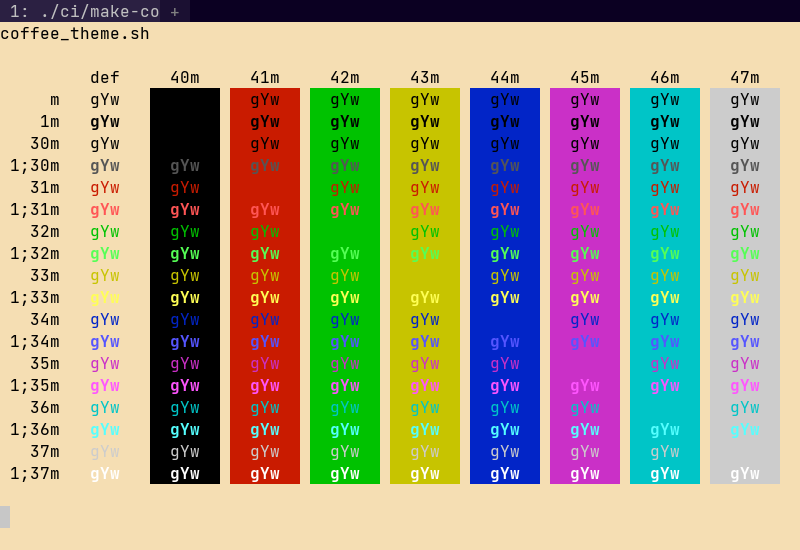 1: ./ci/make-co +
coffee_theme.sh
def 40m 41m 42m 43m 44m 45m 46m 47m
m gYw gYw gYw gYw gYw gYw gYw gYw
1m gYw gYw gYw gYw gYw gYw gYw gYw
30m gYw gYw gYw gYw gYw gYw gYw gYw
1;30m gYw gYw gYw gYw gYw gYw gYw gYw gYw
31m gYw gYw gYw gYw gYw gYw gYw gYw
1;31m gYw gYw gYw gYw gYw gYw gYw gYw gYw
32m gYw gYw gYw gYw gYw gYw gYw gYw
1;32m gYw gYw gYw gYw gYw gYw gYw gYw gYw
33m gYw gYw gYw gYw gYw gYw gYw gYw
1;33m gYw gYw gYw gYw gYw gYw gYw gYw gYw
34m gYw gYw gYw gYw gYw gYw gYw gYw
1;34m gYw gYw gYw gYw gYw gYw gYw gYw gYw
35m gYw gYw gYw gYw gYw gYw gYw gYw
1;35m gYw gYw gYw gYw gYw gYw gYw gYw gYw
36m gYw gYw gYw gYw gYw gYw gYw gYw
1;36m gYw gYw gYw gYw gYw gYw gYw gYw gYw
37m gYw gYw gYw gYw gYw gYw gYw gYw
1;37m gYw gYw gYw gYw gYw gYw gYw gYw gYw